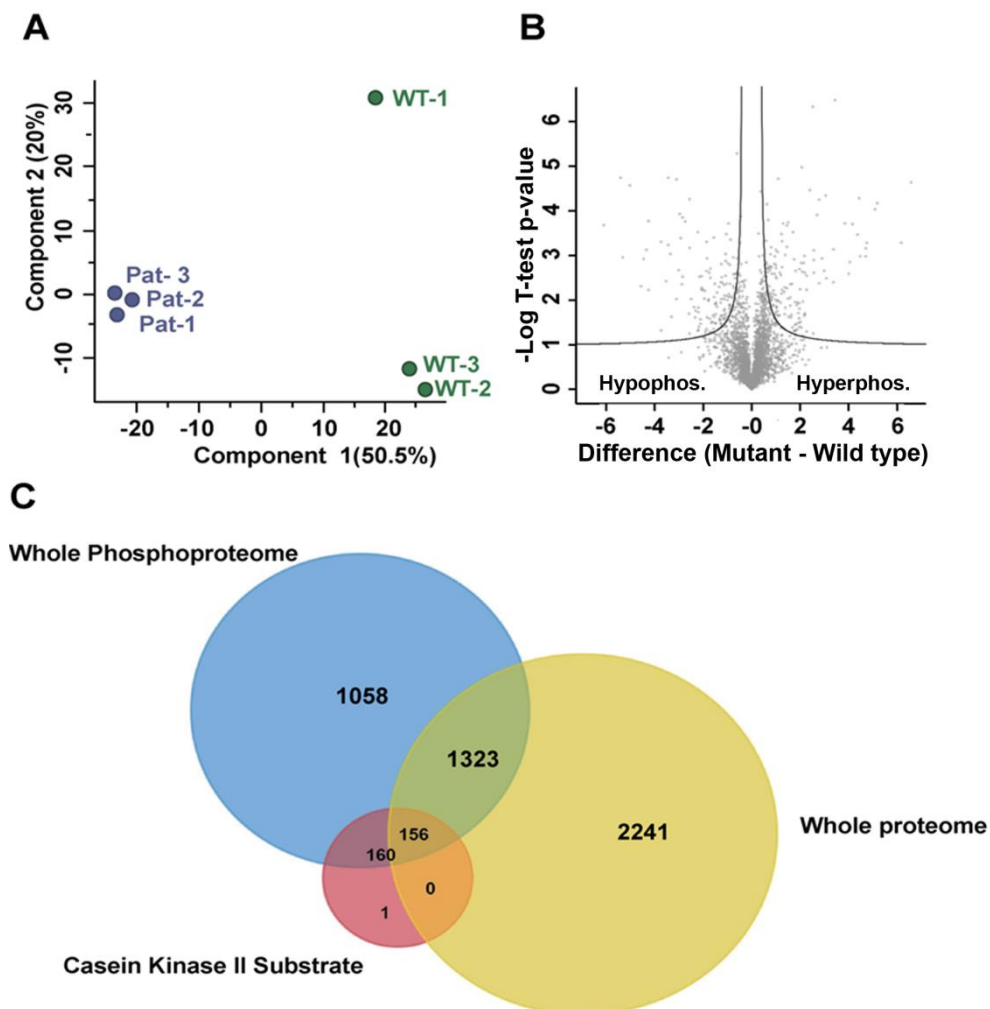 A
Component 2 (20%)
30
20
10
0
-10
WT-1
Pat- 3
Pat-2
Pat-1
WT-3
WT-2
-20
-10
0
10
20
Component 1(50.5%)
B
-Log T-test p-value
6
5
4
3
2
1
0
Hypophos.
Hyperphos.
-6 -4 -2 -0 2 4 6
Difference (Mutant - Wild type)
C
Whole Phosphoproteome
1058
1323
156
160
2241
Whole proteome
0
1
Casein Kinase II Substrate